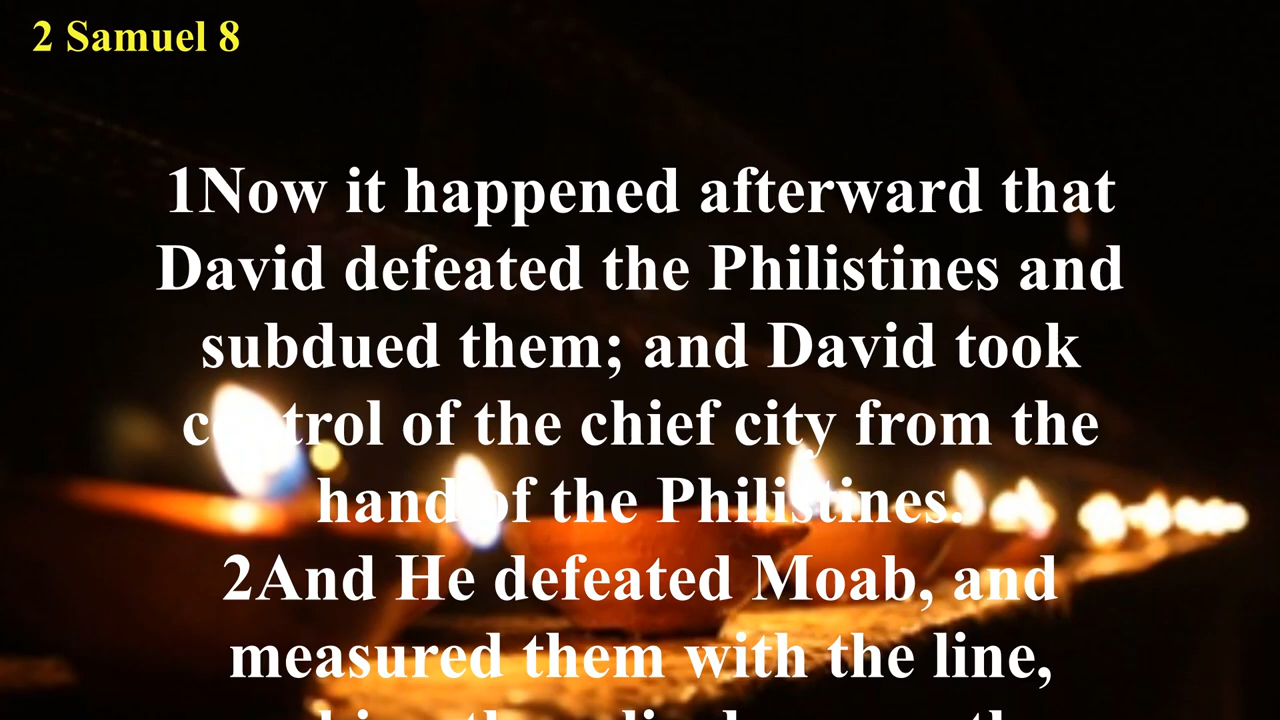 2 Samuel 8
1Now it happened afterward that
David defeated the Philistines and
subdued them; and David took
control of the chief city from the
hand of the Philistines.
2And He defeated Moab, and
measured them with the line,